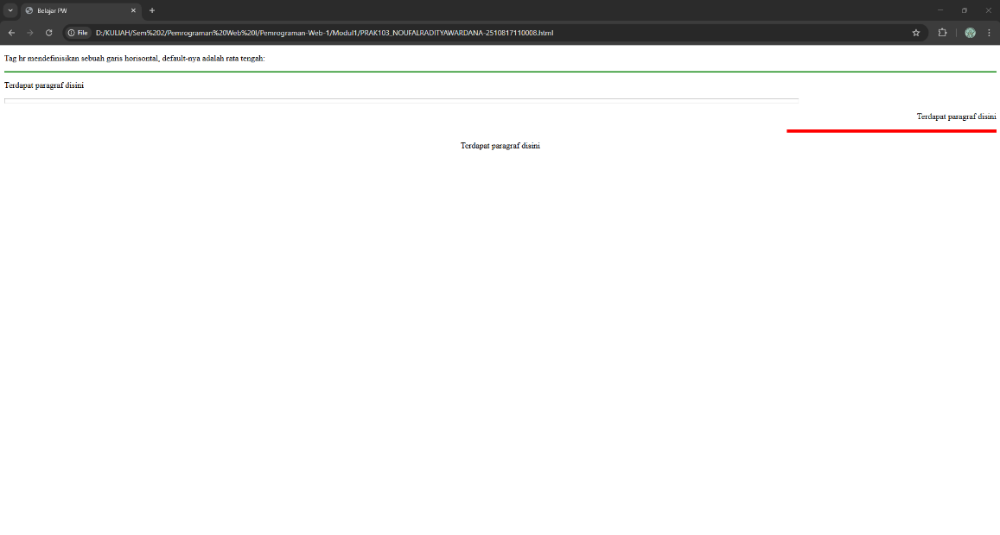 Belajar PW
File
D:/KULIAH/Sem%202/Pemrograman%20Web%20I/Pemrograman-Web-1/Modul1/PRAK103_NOUFALRADITYAWARDANA-2510817110008.html
Tag hr mendefinisikan sebuah garis horisontal, default-nya adalah rata tengah:
Terdapat paragraf disini
Terdapat paragraf disini
Terdapat paragraf disini